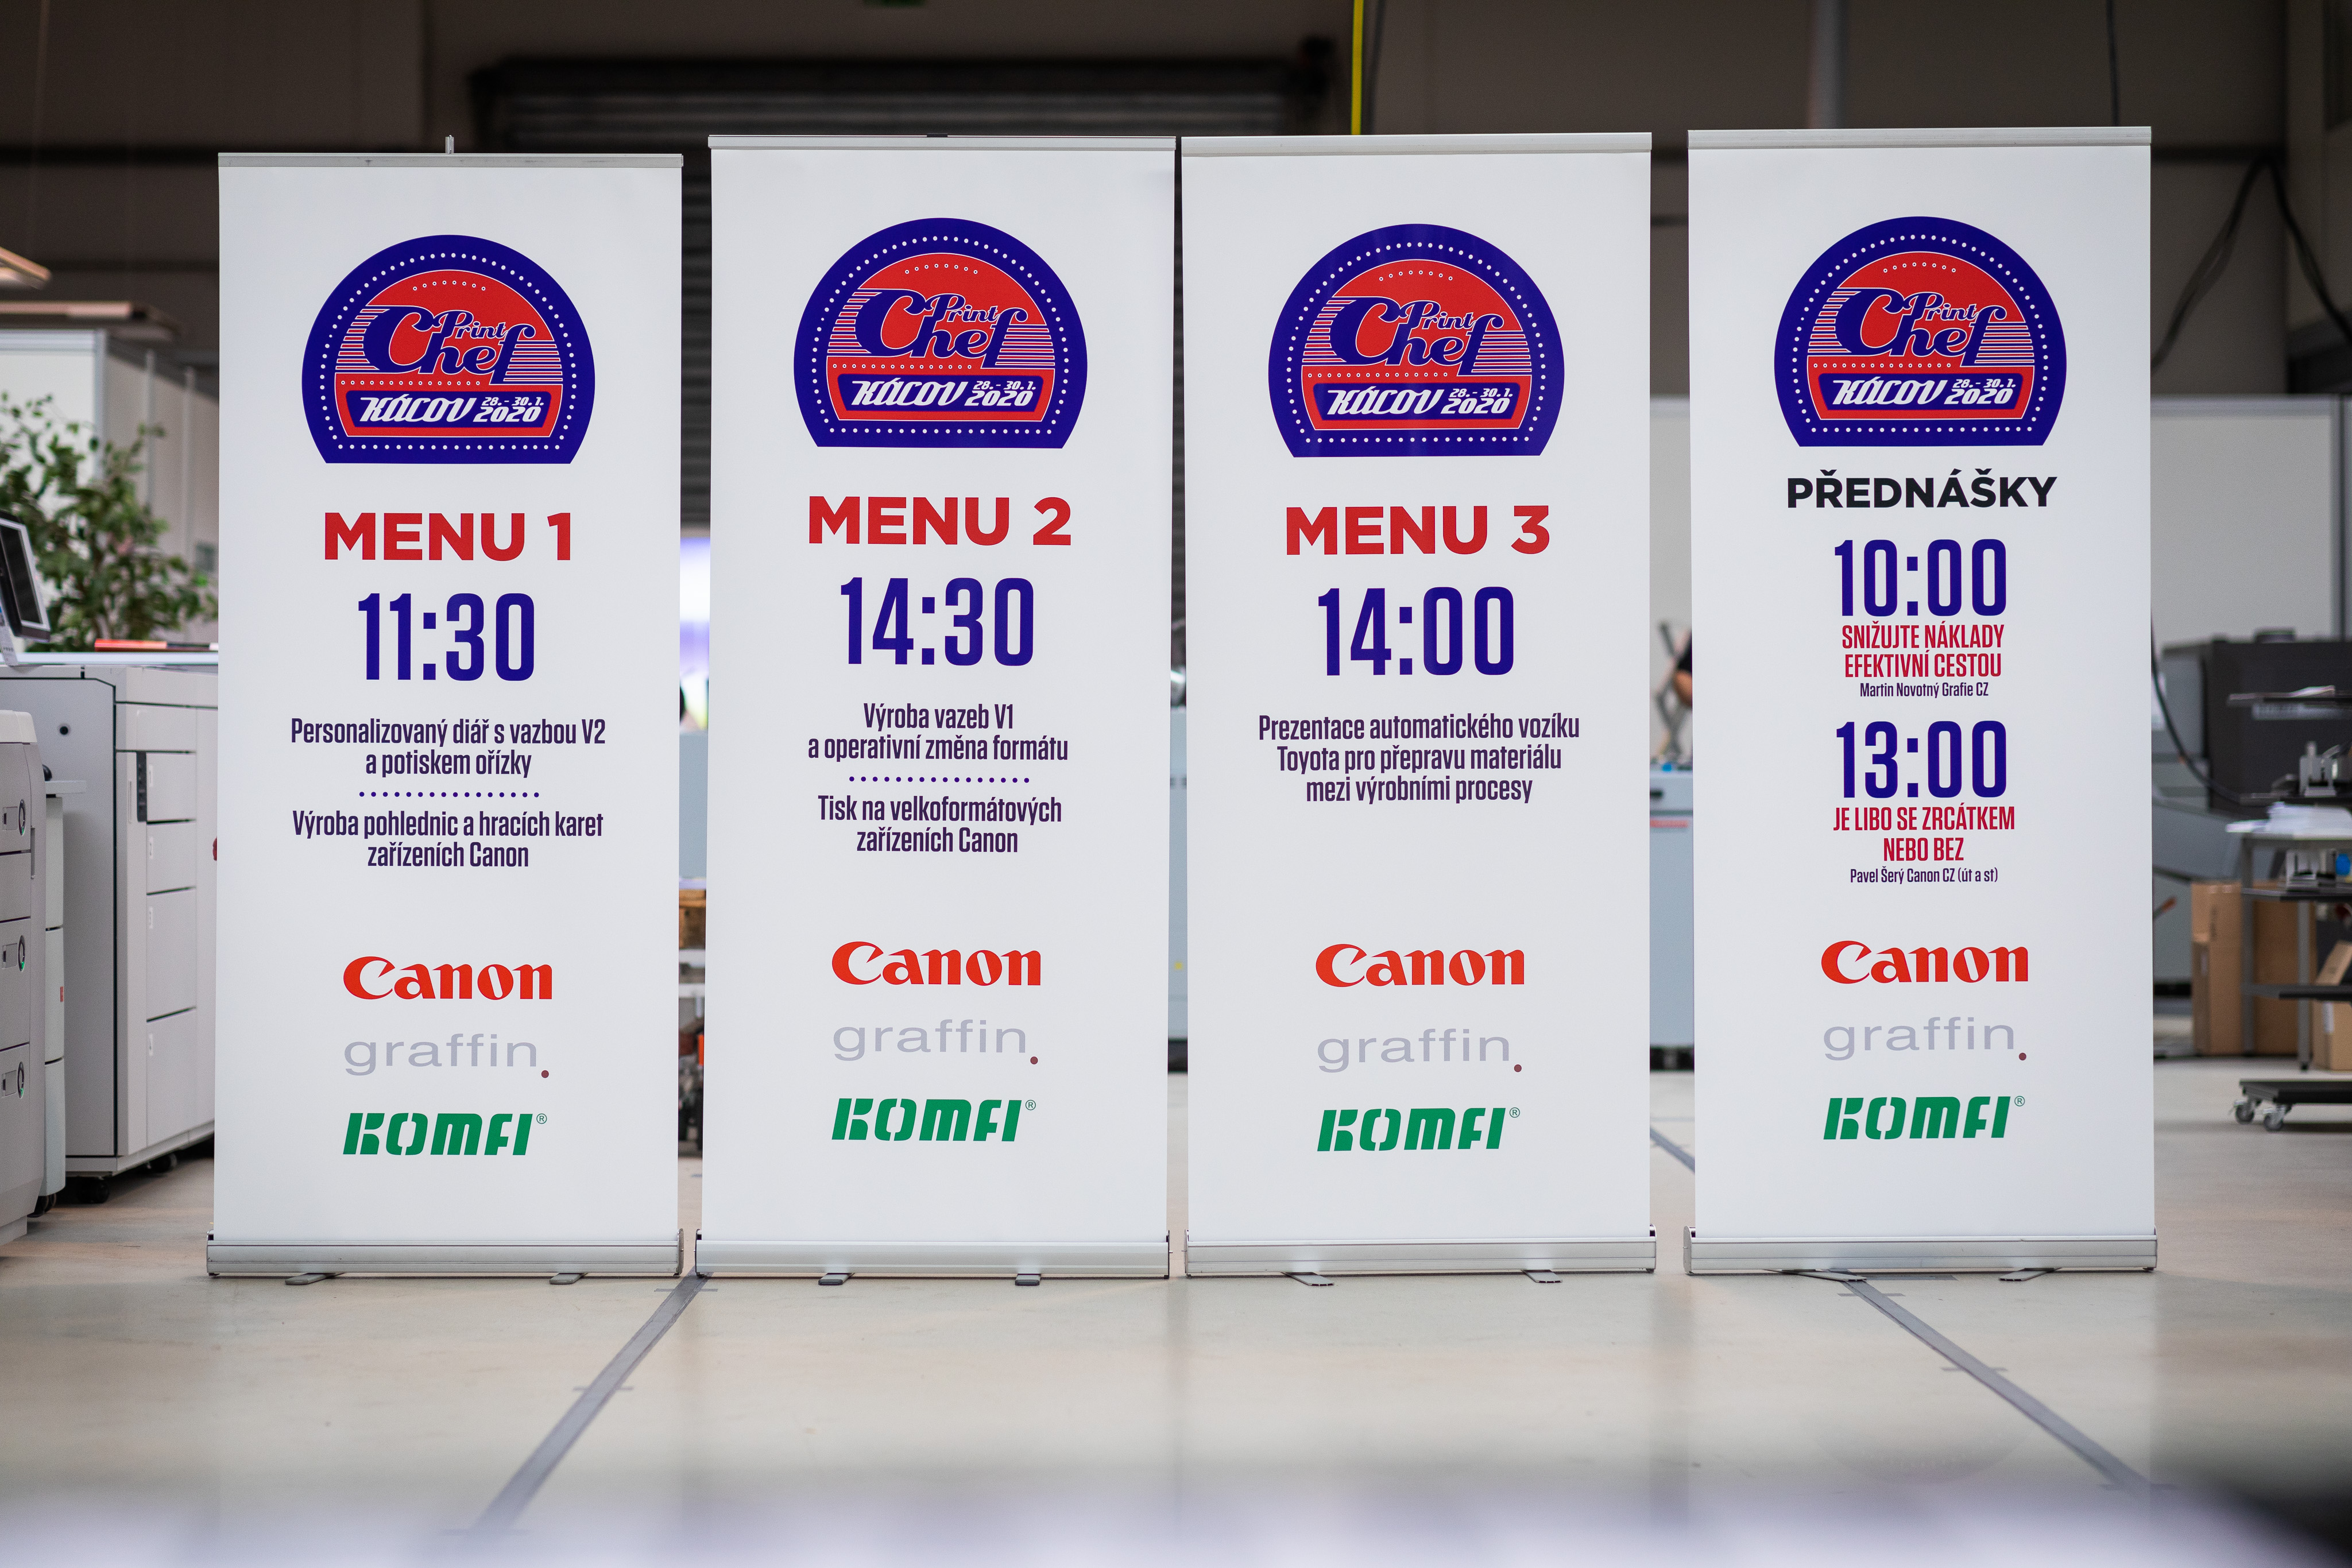 Print
Chef
KÁCOV 28. - 30.1.
2020
MENU 1
11:30
Personalizovaný diář s vazbou V2
a potiskem ořízky
Výroba pohlednic a hracích karet
zařízeních Canon
Canon
graffin.
KOMFI®
Print
Chef
KÁCOV 28. - 30.1.
2020
MENU 2
14:30
Výroba vazeb V1
a operativní změna formátu
Tisk na velkoformátových
zařízeních Canon
Canon
graffin.
KOMFI®
Print
Chef
KÁCOV 28. - 30.1.
2020
MENU 3
14:00
Prezentace automatického vozíku
Toyota pro přepravu materiálu
mezi výrobními procesy
Canon
graffin.
KOMFI®
Print
Chef
KÁCOV 28. - 30.1.
2020
PŘEDNÁŠKY
10:00
SNIŽUJTE NÁKLADY
EFEKTIVNÍ CESTOU
Martin Novotný Grafie CZ
13:00
JE LIBO SE ZRCÁTKEM
NEBO BEZ
Pavel Šerý Canon CZ (út a st)
Canon
graffin.
KOMFI®